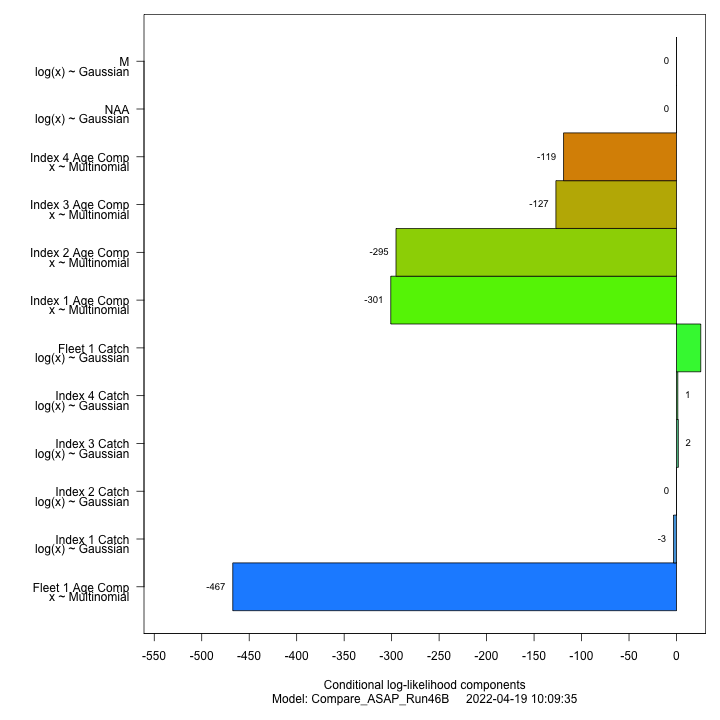 M
log(x) ~ Gaussian
0
NAA
log(x) ~ Gaussian
0
Index 4 Age Comp
x ~ Multinomial
-119
Index 3 Age Comp
x ~ Multinomial
-127
Index 2 Age Comp
x ~ Multinomial
-295
Index 1 Age Comp
x ~ Multinomial
-301
Fleet 1 Catch
log(x) ~ Gaussian
Index 4 Catch
log(x) ~ Gaussian
1
Index 3 Catch
log(x) ~ Gaussian
2
Index 2 Catch
log(x) ~ Gaussian
0
Index 1 Catch
log(x) ~ Gaussian
-3
Fleet 1 Age Comp
x ~ Multinomial
-467
-550 -500 -450 -400 -350 -300 -250 -200 -150 -100 -50 0
Conditional log-likelihood components
Model: Compare_ASAP_Run46B 2022-04-19 10:09:35